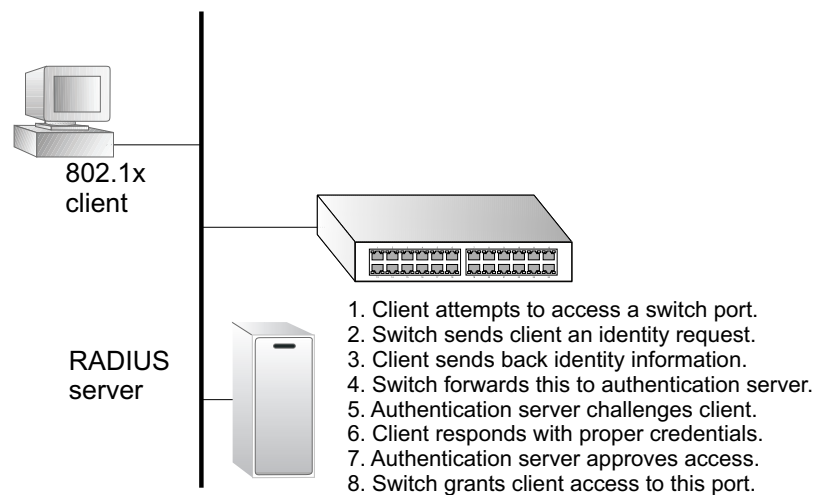 802.1x
client
RADIUS
server
1. Client attempts to access a switch port.
2. Switch sends client an identity request.
3. Client sends back identity information.
4. Switch forwards this to authentication server.
5. Authentication server challenges client.
6. Client responds with proper credentials.
7. Authentication server approves access.
8. Switch grants client access to this port.